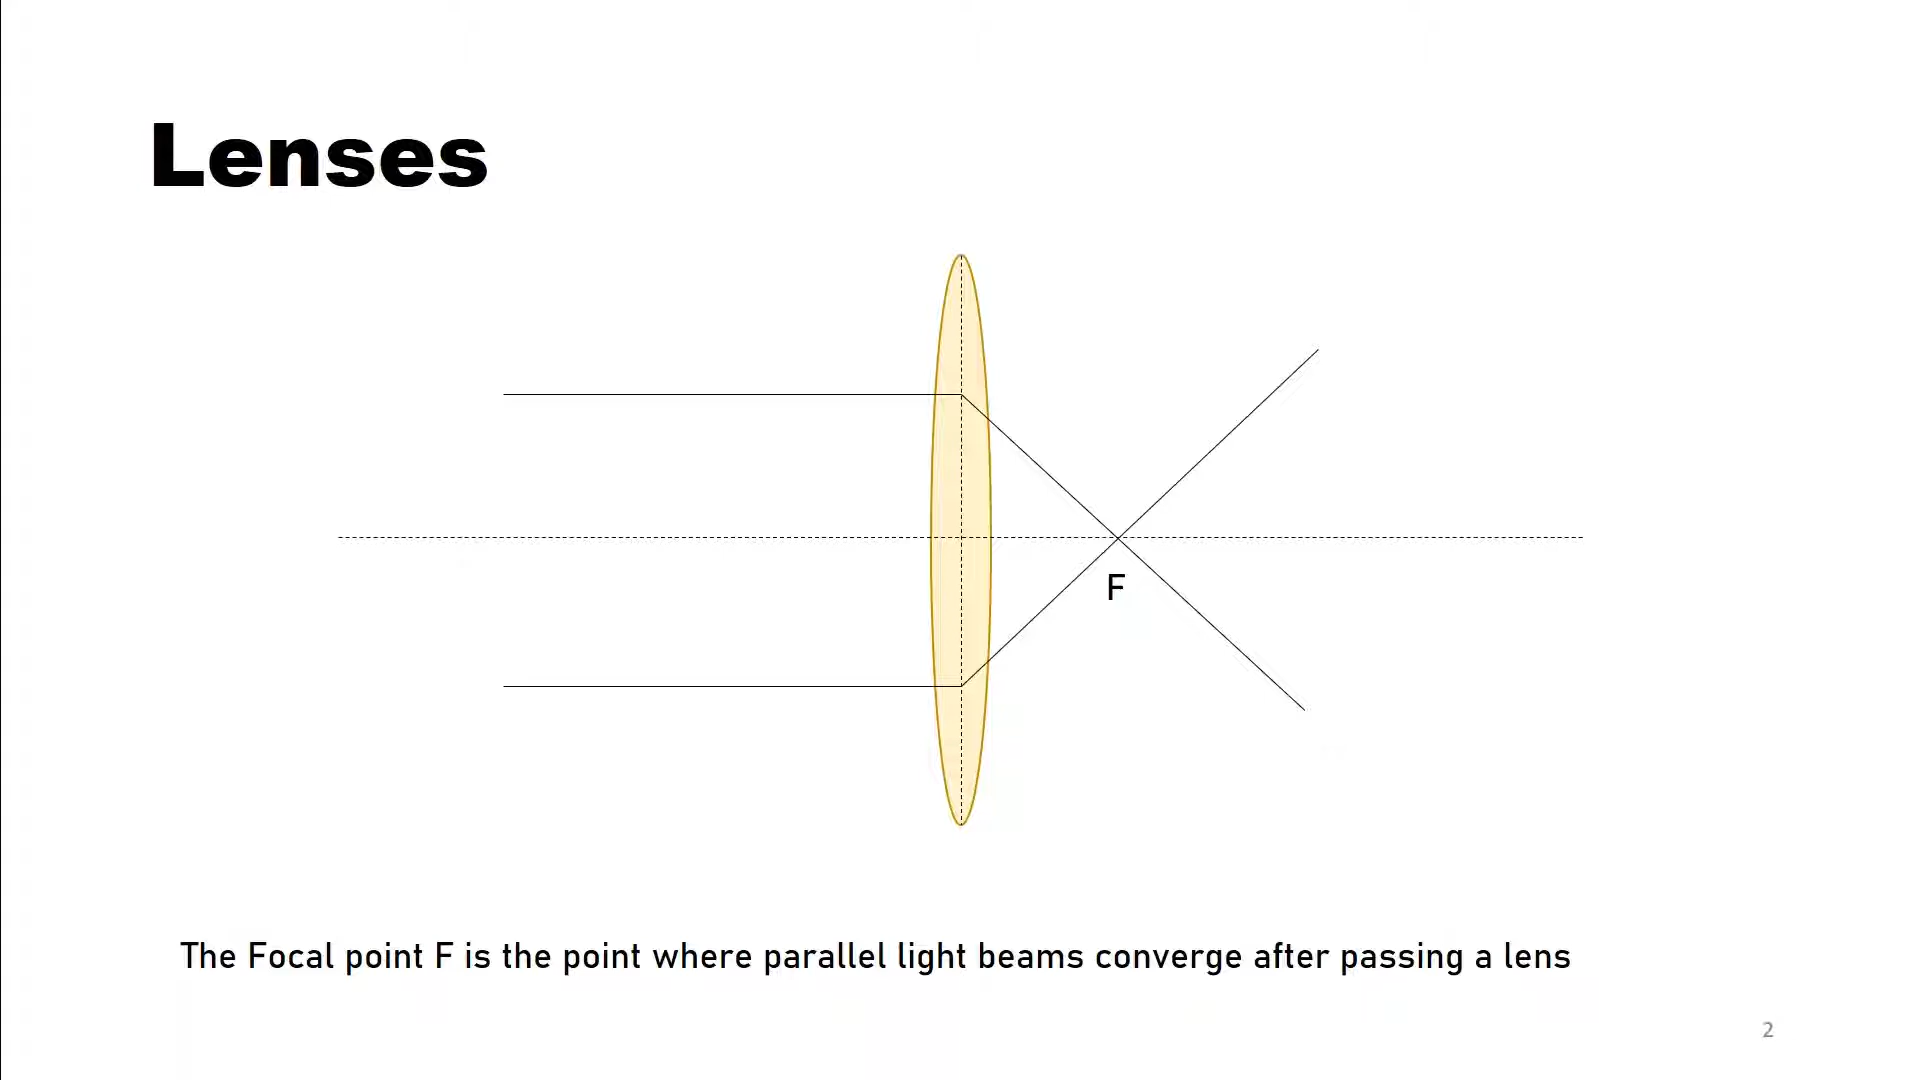 Lenses
F
The Focal point F is the point where parallel light beams converge after passing a lens
2